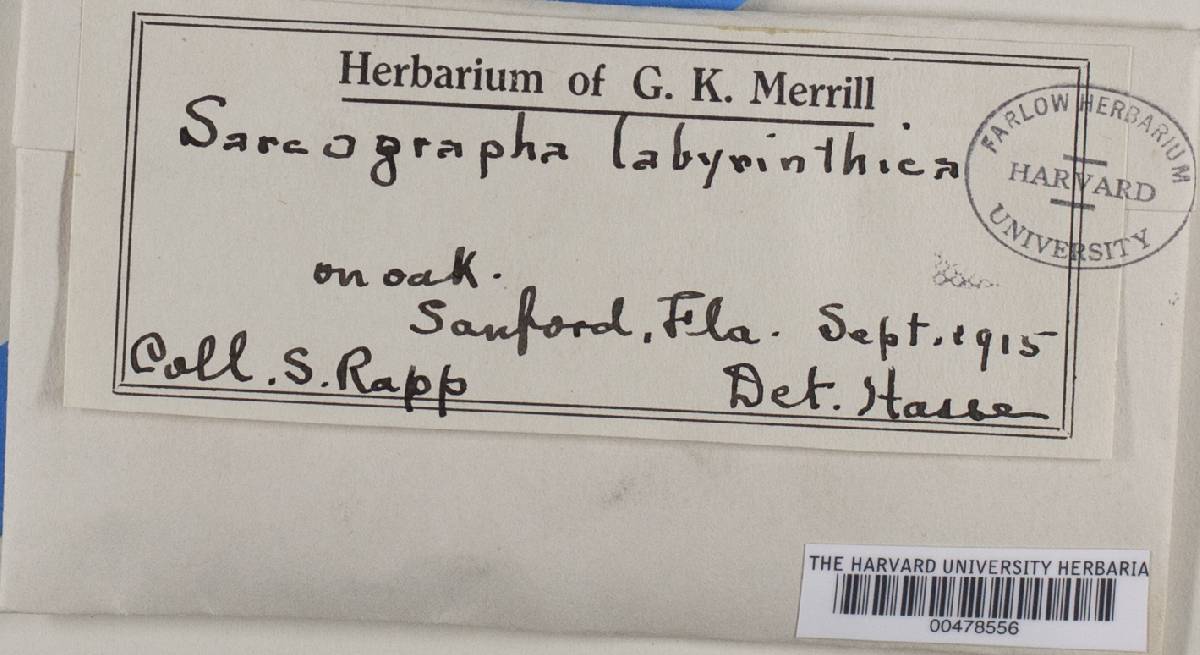 Herbarium of G. K. Merrill
Sarcographa labyrinthica
on oak.
Sanford, Fla. Sept. 1915
Coll. S. Rapp
Det. Hasse
FARLOW HERBARIUM
HARVARD
UNIVERSITY
THE HARVARD UNIVERSITY HERBARIA
00478556